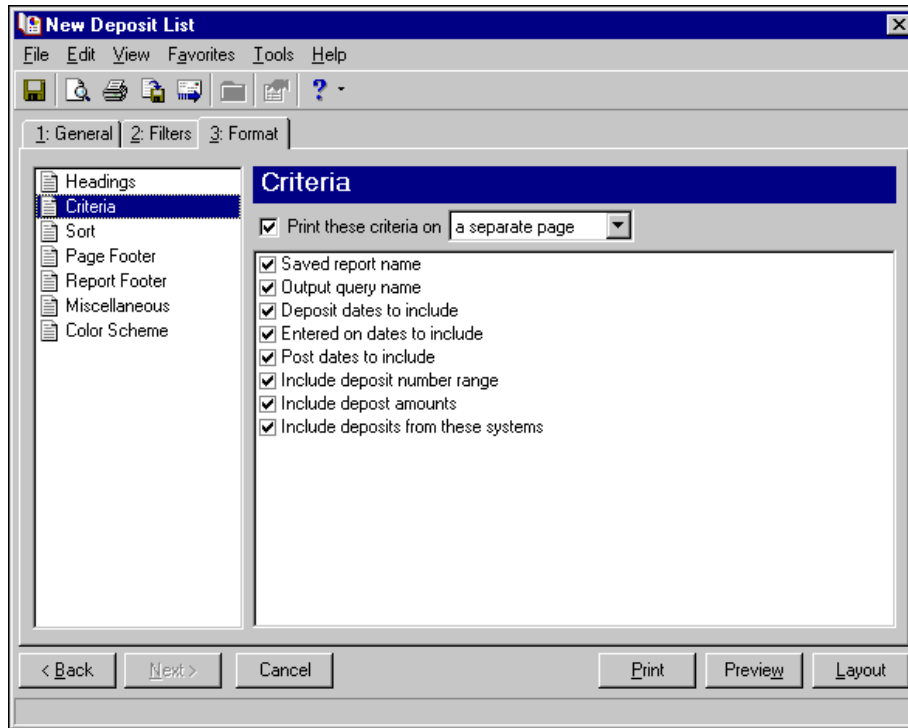 New Deposit List
File Edit View Favorites Tools Help
?
1: General 2: Filters 3: Format
Headings
Criteria
Sort
Page Footer
Report Footer
Miscellaneous
Color Scheme
Criteria
Print these criteria on a separate page
Saved report name
Output query name
Deposit dates to include
Entered on dates to include
Post dates to include
Include deposit number range
Include depost amounts
Include deposits from these systems
< Back Next > Cancel Print Preview Layout